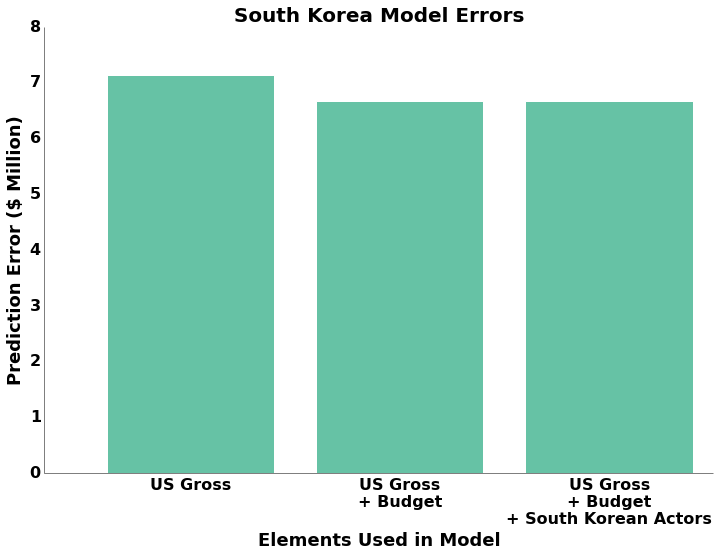 South Korea Model Errors
Prediction Error ($ Million)
8
7
6
5
4
3
2
1
0
US Gross
US Gross
+ Budget
US Gross
+ Budget
+ South Korean Actors
Elements Used in Model